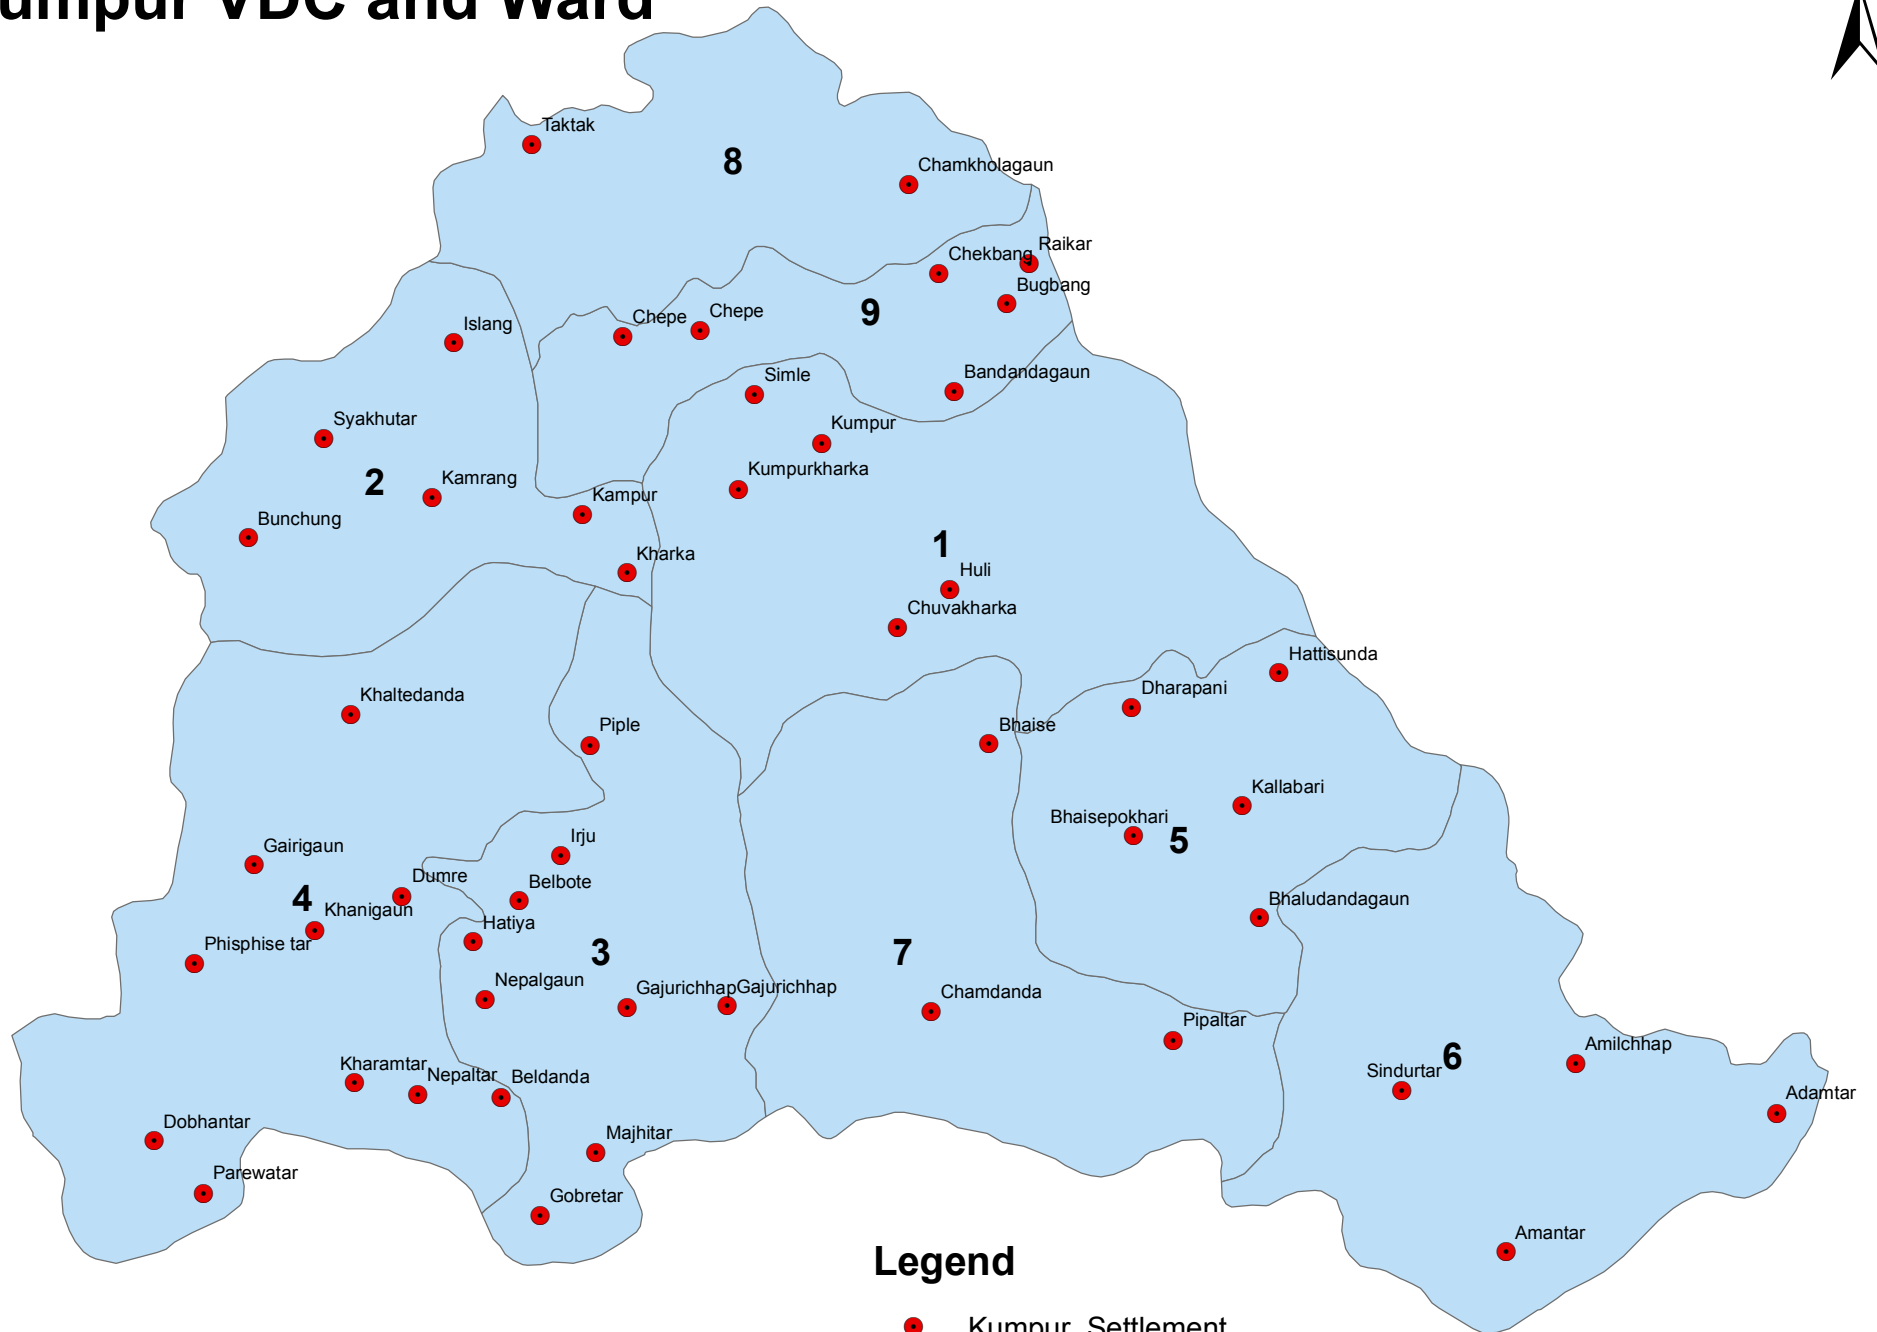 umpur VDC and Ward
Taktak
8
Chamkholagaun
Raikar
Chekbang
Bugbang
Chepe
Chepe
9
Islang
Simle
Bandandagaun
Syakhutar
Kumpur
2
Kamrang
Kumpurkharka
Kampur
Bunchung
1
Kharka
Huli
Chuvakharka
Hattisunda
Dharapani
Khaltedanda
Piple
Bhaise
Kallabari
Bhaisepokhari
5
Irju
Gairigaun
Dumre
Belbote
4
Khanigaun
Bhaludandagaun
Hatiya
Phisphise tar
3
7
Nepalgaun
Gajurichhap
Gajurichhap
Chamdanda
Pipaltar
Amilchhap
6
Kharamtar
Nepaltar
Beldanda
Sindurtar
Adamtar
Dobhantar
Majhitar
Parewatar
Gobretar
Amantar
Legend
Kumpur_Settlement